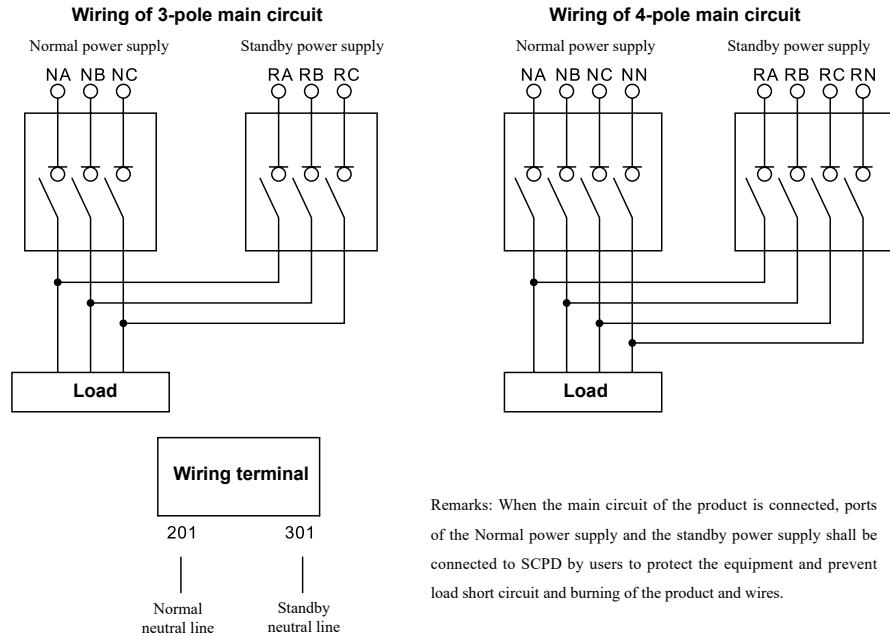 Wiring of 3-pole main circuit
Normal power supply
Standby power supply
NA NB NC
RA RB RC
Load
Wiring of 4-pole main circuit
Normal power supply
Standby power supply
NA NB NC NN
RA RB RC RN
Load
Wiring terminal
201
301
Normal
neutral line
Standby
neutral line
Remarks: When the main circuit of the product is connected, ports
of the Normal power supply and the standby power supply shall be
connected to SCPD by users to protect the equipment and prevent
load short circuit and burning of the product and wires.